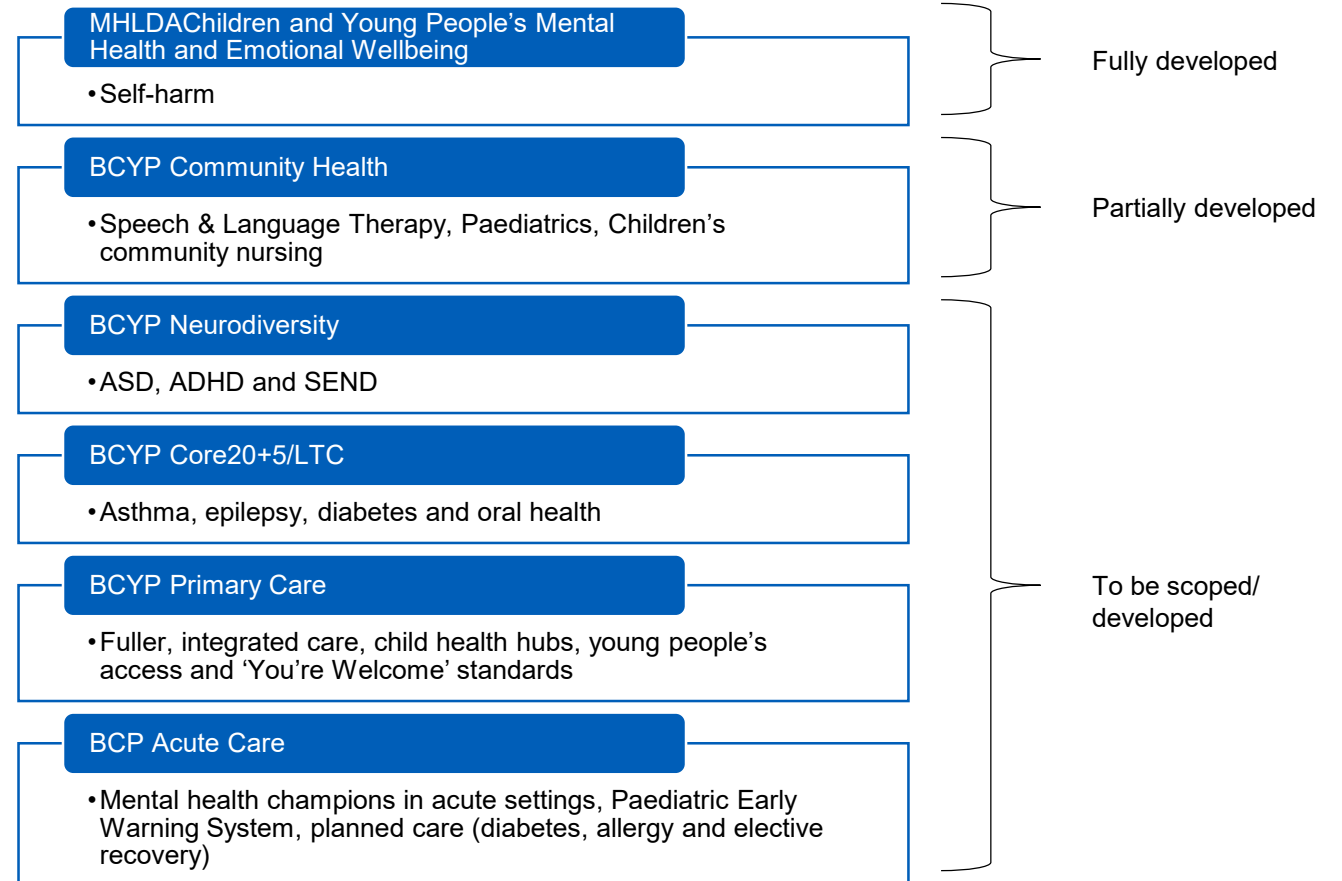 MHLDAChildren and Young People’s Mental
Health and Emotional Wellbeing
•Self-harm
Fully developed
BCYP Community Health
•Speech & Language Therapy, Paediatrics, Children’s
community nursing
Partially developed
BCYP Neurodiversity
•ASD, ADHD and SEND
BCYP Core20+5/LTC
•Asthma, epilepsy, diabetes and oral health
BCYP Primary Care
•Fuller, integrated care, child health hubs, young people’s
access and ‘You’re Welcome’ standards
BCP Acute Care
•Mental health champions in acute settings, Paediatric Early
Warning System, planned care (diabetes, allergy and elective
recovery)
To be scoped/
developed